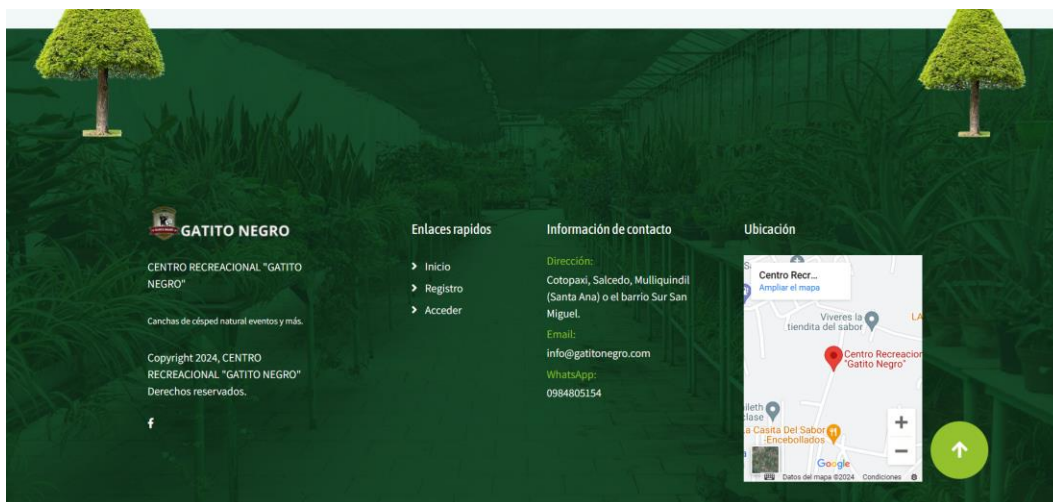 GATITO NEGRO
CENTRO RECREACIONAL "GATITO
NEGRO"
Canchas de césped natural eventos y más.
Copyright 2024, CENTRO
RECREACIONAL "GATITO NEGRO"
Derechos reservados.
Enlaces rapidos
Inicio
Registro
Acceder
Información de contacto
Dirección:
Cotopaxi, Salcedo, Mulliquindil
(Santa Ana) o el barrio Sur San
Miguel.
Email:
info@gatitonegro.com
WhatsApp:
0984805154
Ubicación
Centro Recr...
Ampliar el mapa
Viveres la
tiendita del sabor
LA
Centro Recreacion
"Gatito Negro"
ileth
clase
a Casita Del Sabor
-Encebollados
+
−
Google
Datos del mapa ©2024 Condiciones